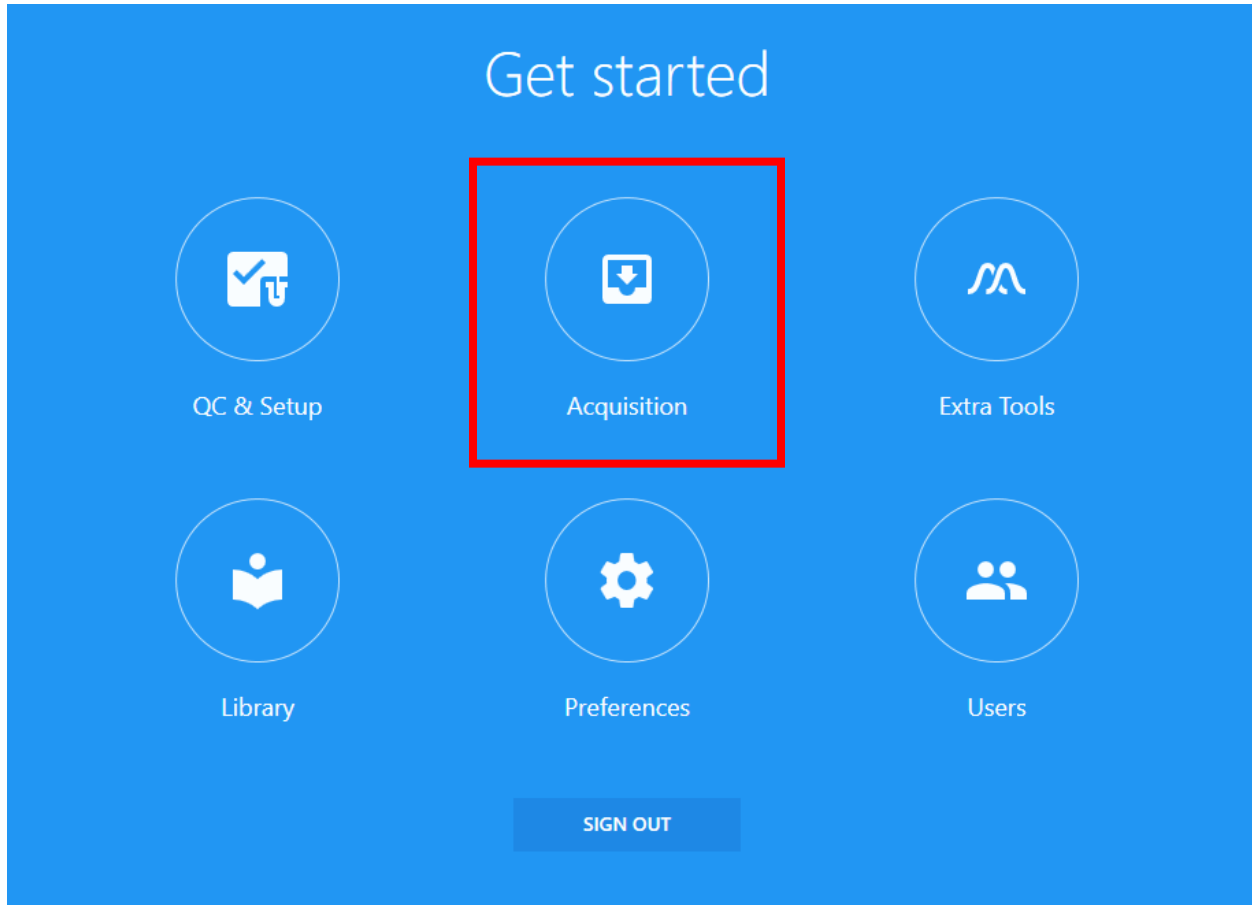 Get started
QC & Setup
Acquisition
Extra Tools
Library
Preferences
Users
SIGN OUT